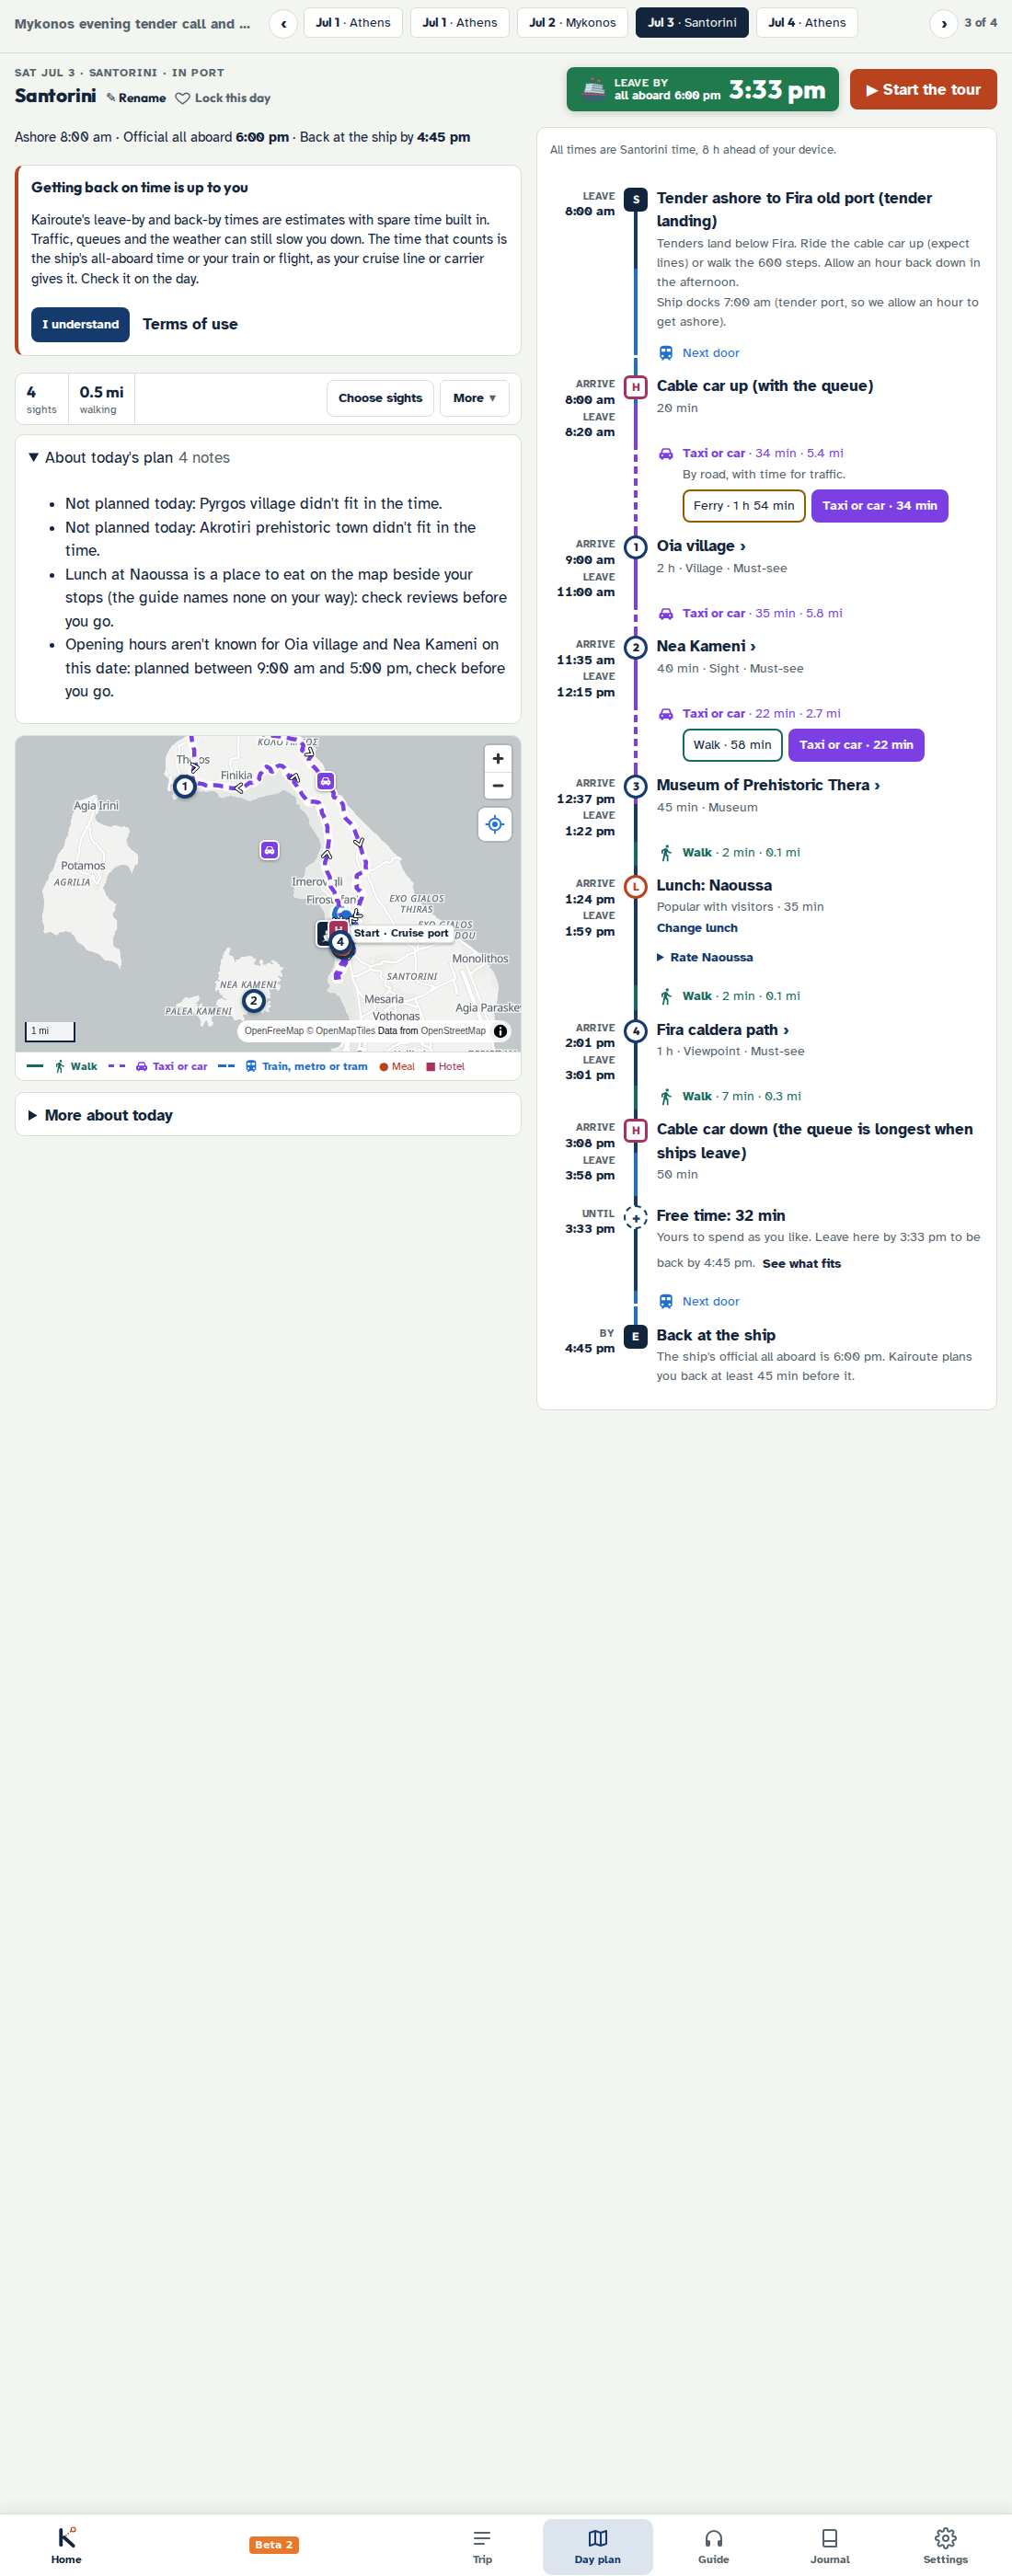 Mykonos evening tender call and ...
‹
Jul 1 · Athens
Jul 1 · Athens
Jul 2 · Mykonos
Jul 3 · Santorini
Jul 4 · Athens
›
3 of 4
SAT JUL 3 · SANTORINI · IN PORT
Santorini
✎ Rename
Lock this day
LEAVE BY
all aboard 6:00 pm
3:33 pm
▶ Start the tour
Ashore 8:00 am · Official all aboard 6:00 pm · Back at the ship by 4:45 pm
Getting back on time is up to you
Kairoute's leave-by and back-by times are estimates with spare time built in.
Traffic, queues and the weather can still slow you down. The time that counts is
the ship's all-aboard time or your train or flight, as your cruise line or carrier
gives it. Check it on the day.
I understand
Terms of use
4
sights
0.5 mi
walking
Choose sights
More ▼
▼ About today's plan 4 notes
• Not planned today: Pyrgos village didn't fit in the time.
• Not planned today: Akrotiri prehistoric town didn't fit in the
time.
• Lunch at Naoussa is a place to eat on the map beside your
stops (the guide names none on your way): check reviews before
you go.
• Opening hours aren't known for Oia village and Nea Kameni on
this date: planned between 9:00 am and 5:00 pm, check before
you go.
Finikia
1
Agia Irini
Potamos
AGRILIA
EXO GIALOS
THIRAS
4
Start · Cruise port
Monolithos
SANTORINI
NEA KAMENI
2
PALEA KAMENI
Mesaria
Vothonas
+
−
1 mi
OpenFreeMap © OpenMapTiles Data from OpenStreetMap
Walk
Taxi or car
Train, metro or tram
Meal
Hotel
▶ More about today
All times are Santorini time, 8 h ahead of your device.
LEAVE
8:00 am
S
Tender ashore to Fira old port (tender
landing)
Tenders land below Fira. Ride the cable car up (expect
lines) or walk the 600 steps. Allow an hour back down in
the afternoon.
Ship docks 7:00 am (tender port, so we allow an hour to
get ashore).
Next door
ARRIVE
8:00 am
LEAVE
8:20 am
H
Cable car up (with the queue)
20 min
Taxi or car · 34 min · 5.4 mi
By road, with time for traffic.
Ferry · 1 h 54 min
Taxi or car · 34 min
ARRIVE
9:00 am
LEAVE
11:00 am
1
Oia village ›
2 h · Village · Must-see
Taxi or car · 35 min · 5.8 mi
ARRIVE
11:35 am
LEAVE
12:15 pm
2
Nea Kameni ›
40 min · Sight · Must-see
Taxi or car · 22 min · 2.7 mi
Walk · 58 min
Taxi or car · 22 min
ARRIVE
12:37 pm
LEAVE
1:22 pm
3
Museum of Prehistoric Thera ›
45 min · Museum
Walk · 2 min · 0.1 mi
ARRIVE
1:24 pm
LEAVE
1:59 pm
L
Lunch: Naoussa
Popular with visitors · 35 min
Change lunch
▶ Rate Naoussa
Walk · 2 min · 0.1 mi
ARRIVE
2:01 pm
LEAVE
3:01 pm
4
Fira caldera path ›
1 h · Viewpoint · Must-see
Walk · 7 min · 0.3 mi
ARRIVE
3:08 pm
LEAVE
3:58 pm
H
Cable car down (the queue is longest when
ships leave)
50 min
UNTIL
3:33 pm
+
Free time: 32 min
Yours to spend as you like. Leave here by 3:33 pm to be
back by 4:45 pm. See what fits
Next door
BY
4:45 pm
E
Back at the ship
The ship's official all aboard is 6:00 pm. Kairoute plans
you back at least 45 min before it.
Home
Beta 2
Trip
Day plan
Guide
Journal
Settings